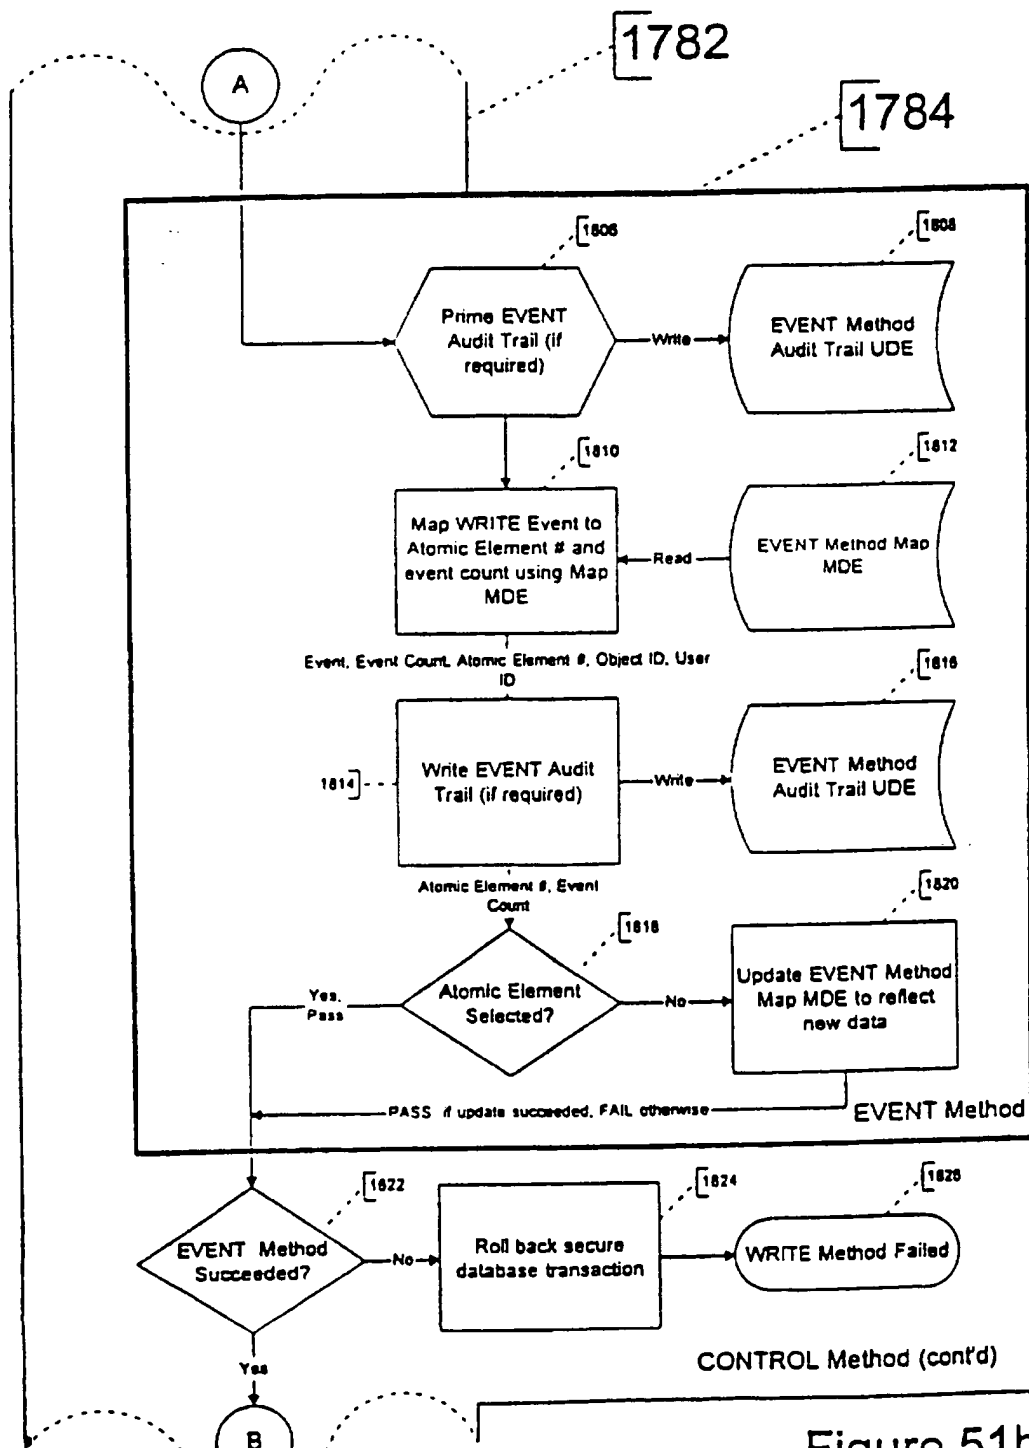 1782
A
1784
1806
1808
Prime EVENT
Audit Trail (if
required)
Write
EVENT Method
Audit Trail UDE
1810
1812
Map WRITE Event to
Atomic Element # and
event count using Map
MDE
Read
EVENT Method Map
MDE
Event, Event Count, Atomic Element #, Object ID, User
ID
1816
1814
Write EVENT Audit
Trail (if required)
Write
EVENT Method
Audit Trail UDE
Atomic Element #, Event
Count
1818
1820
Yes,
Pass
Atomic Element
Selected?
No
Update EVENT Method
Map MDE to reflect
new data
PASS if update succeeded, FAIL otherwise
EVENT Method
1822
1824
1826
EVENT Method
Succeeded?
No
Roll back secure
database transaction
WRITE Method Failed
Yes
CONTROL Method (cont'd)
B
Figure 51b